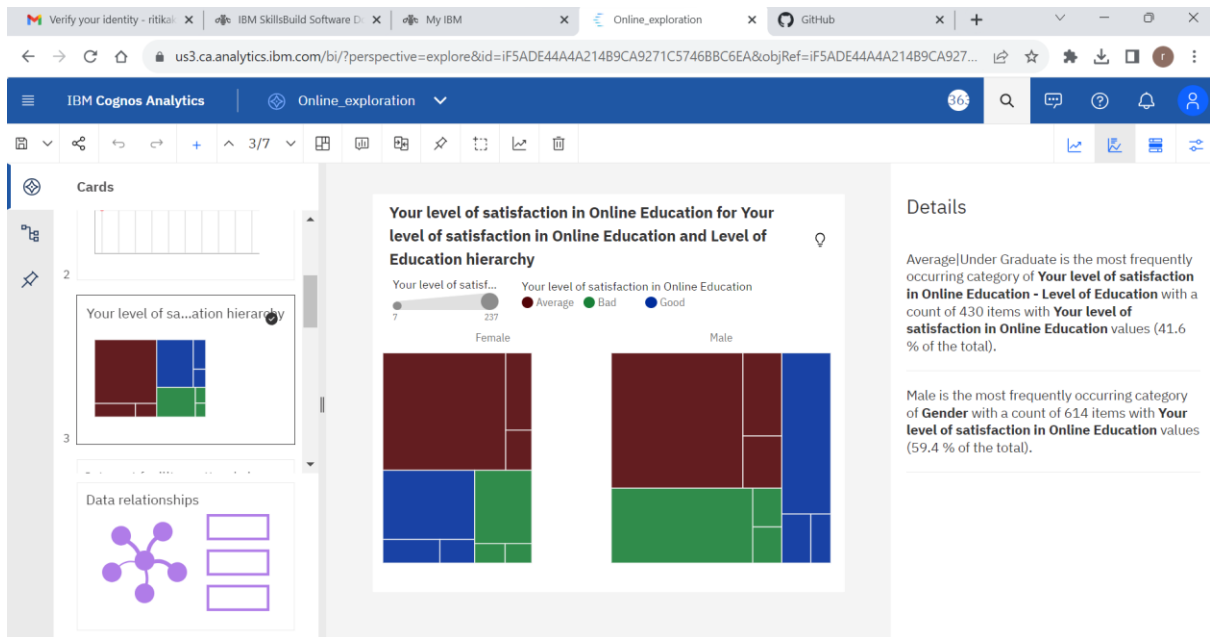 Verify your identity - ritikal
IBM SkillsBuild Software D
My IBM
Online_exploration
GitHub
us3.ca.analytics.ibm.com/bi/?perspective=explore&id=iF5ADE44A4A214B9CA9271C5746BBC6EA&objRef=iF5ADE44A4A214B9CA927...
r
IBM Cognos Analytics
Online_exploration
363
3/7
Cards
2
Your level of sa...ation hierarchy
3
Data relationships
Your level of satisfaction in Online Education for Your
level of satisfaction in Online Education and Level of
Education hierarchy
Your level of satisf...
7
237
Your level of satisfaction in Online Education
Average
Bad
Good
Female
Male
Details
Average|Under Graduate is the most frequently
occurring category of Your level of satisfaction
in Online Education - Level of Education with a
count of 430 items with Your level of
satisfaction in Online Education values (41.6
% of the total).
Male is the most frequently occurring category
of Gender with a count of 614 items with Your
level of satisfaction in Online Education values
(59.4 % of the total).